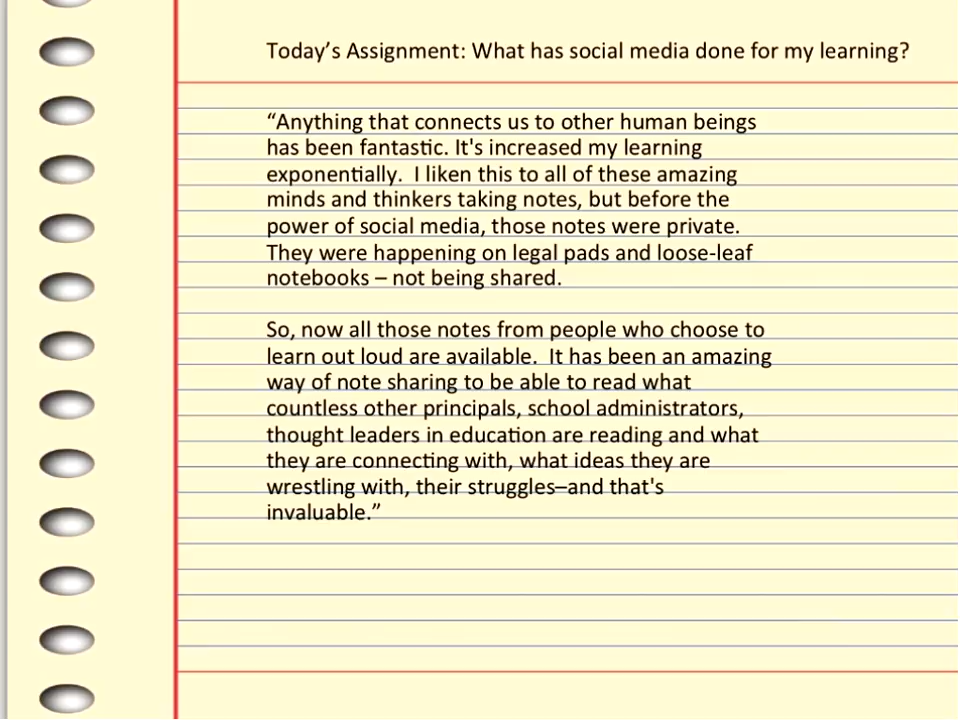 Today’s Assignment: What has social media done for my learning?
“Anything that connects us to other human beings
has been fantastic. It's increased my learning
exponentially.  I liken this to all of these amazing
minds and thinkers taking notes, but before the
power of social media, those notes were private.
They were happening on legal pads and loose-leaf
notebooks – not being shared.
So, now all those notes from people who choose to
learn out loud are available.  It has been an amazing
way of note sharing to be able to read what
countless other principals, school administrators,
thought leaders in education are reading and what
they are connecting with, what ideas they are
wrestling with, their struggles–and that's
invaluable.”